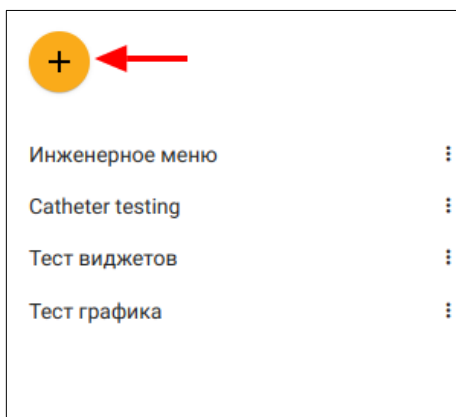 Инженерное меню
Catheter testing
Тест виджетов
Тест графика